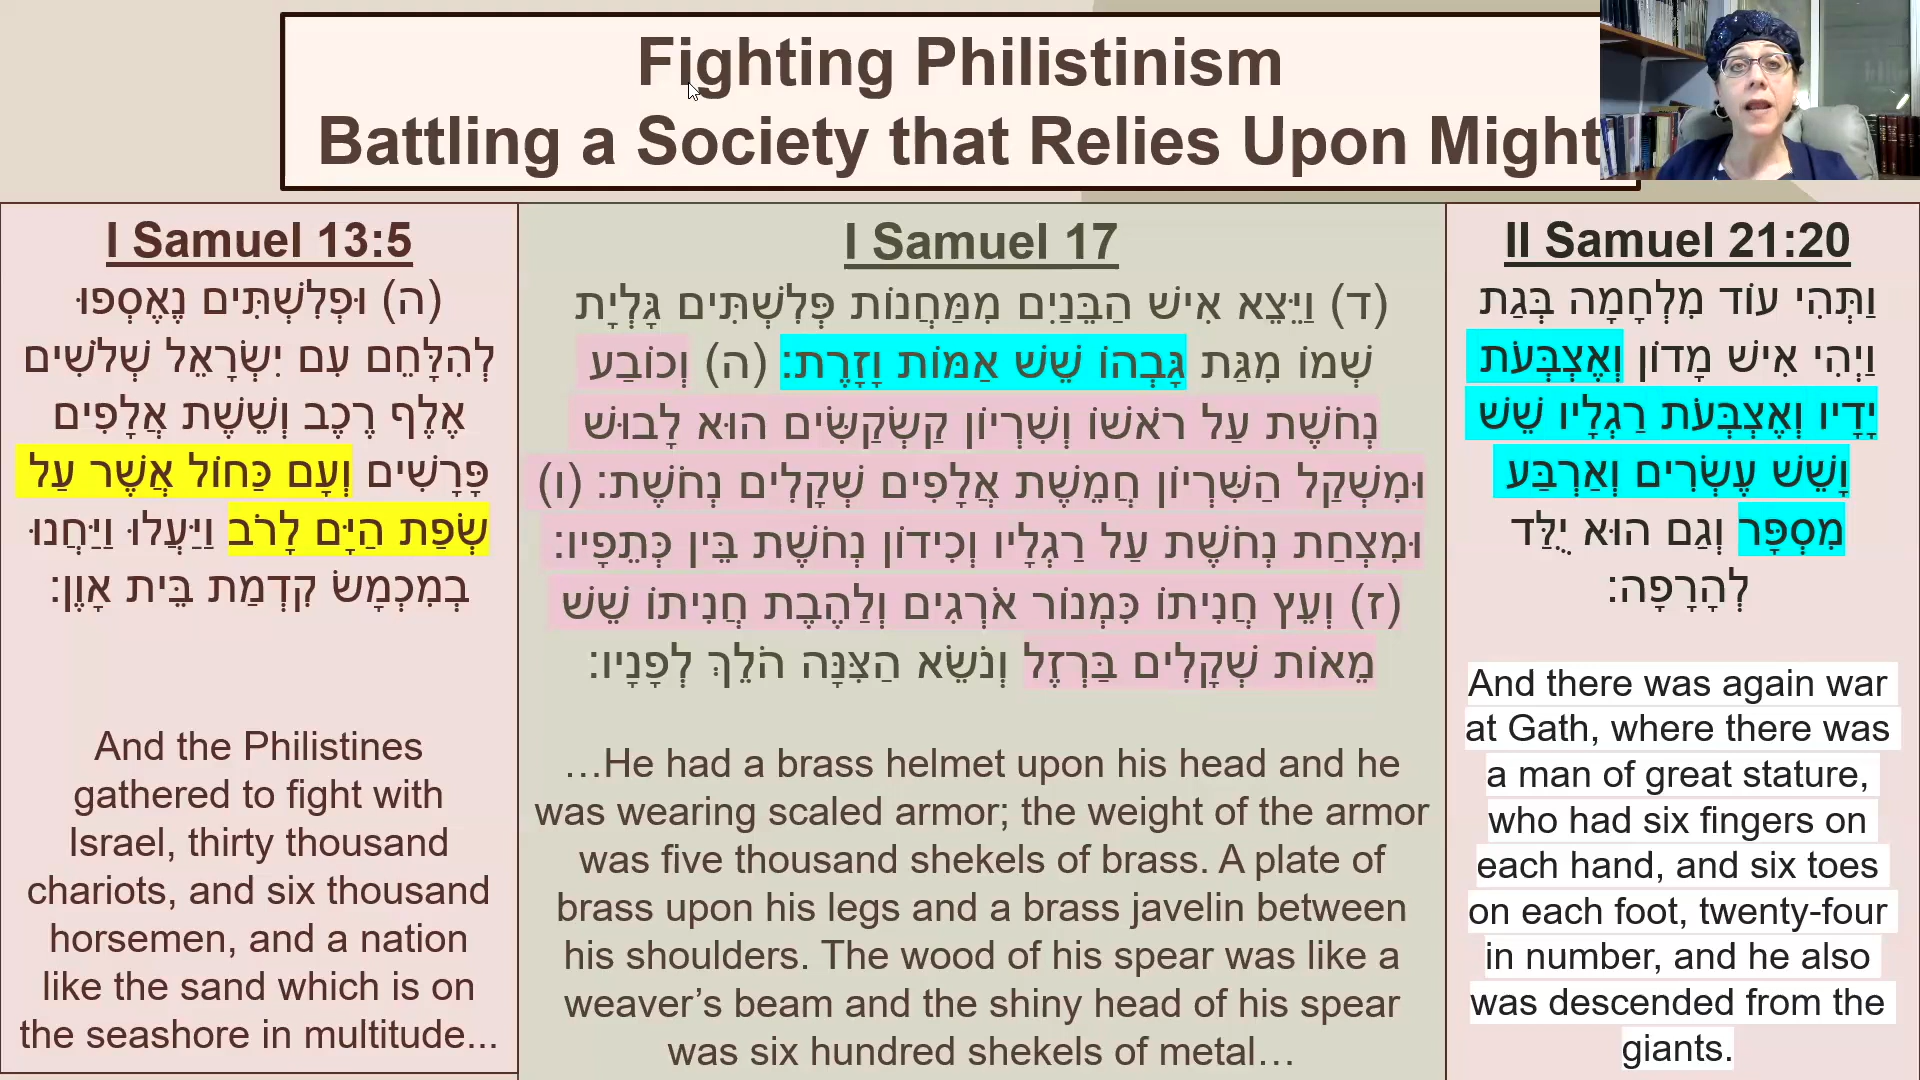 Fighting Philistinism
Battling a Society that Relies Upon Might
I Samuel 13:5
(ה) וּפְלִשְׁתִּים נֶאֶסְפוּ
לְהִלָּחֵם עִם יִשְׂרָאֵל שְׁלֹשִׁים
אֶלֶף רֶכֶב וְשֵׁשֶׁת אֲלָפִים
פָּרָשִׁים וְעָם כַּחוֹל אֲשֶׁר עַל
שְׂפַת הַיָּם לָרֹב וַיַּעֲלוּ וַיַּחֲנוּ
בְמִכְמָשׂ קִדְמַת בֵּית אָוֶן:
And the Philistines
gathered to fight with
Israel, thirty thousand
chariots, and six thousand
horsemen, and a nation
like the sand which is on
the seashore in multitude...
I Samuel 17
(ד) וַיֵּצֵא אִישׁ הַבֵּנַיִם מִמַּחֲנוֹת פְּלִשְׁתִּים גָּלְיָת
שְׁמוֹ מִגַּת גָּבְהוֹ שֵׁשׁ אַמּוֹת וָזָרֶת: (ה) וְכוֹבַע
נְחֹשֶׁת עַל רֹאשׁוֹ וְשִׁרְיוֹן קַשְׂקַשִּׂים הוּא לָבוּשׁ
וּמִשְׁקַל הַשִּׁרְיוֹן חֲמֵשֶׁת אֲלָפִים שְׁקָלִים נְחֹשֶׁת: (ו)
וּמִצְחַת נְחֹשֶׁת עַל רַגְלָיו וְכִידוֹן נְחֹשֶׁת בֵּין כְּתֵפָיו:
(ז) וְעֵץ חֲנִיתוֹ כִּמְנוֹר אֹרְגִים וְלַהֶבֶת חֲנִיתוֹ שֵׁשׁ
מֵאוֹת שְׁקָלִים בַּרְזֶל וְנֹשֵׂא הַצִּנָּה הֹלֵךְ לְפָנָיו:
…He had a brass helmet upon his head and he
was wearing scaled armor; the weight of the armor
was five thousand shekels of brass. A plate of
brass upon his legs and a brass javelin between
his shoulders. The wood of his spear was like a
weaver’s beam and the shiny head of his spear
was six hundred shekels of metal…
II Samuel 21:20
וַתְּהִי עוֹד מִלְחָמָה בְּגַת
וַיְהִי אִישׁ מָדוֹן וְאֶצְבְּעֹת
יָדָיו וְאֶצְבְּעֹת רַגְלָיו שֵׁשׁ
וָשֵׁשׁ עֶשְׂרִים וְאַרְבַּע
מִסְפָּר וְגַם הוּא יֻלַּד
לְהָרָפָה:
And there was again war
at Gath, where there was
a man of great stature,
who had six fingers on
each hand, and six toes
on each foot, twenty-four
in number, and he also
was descended from the
giants.